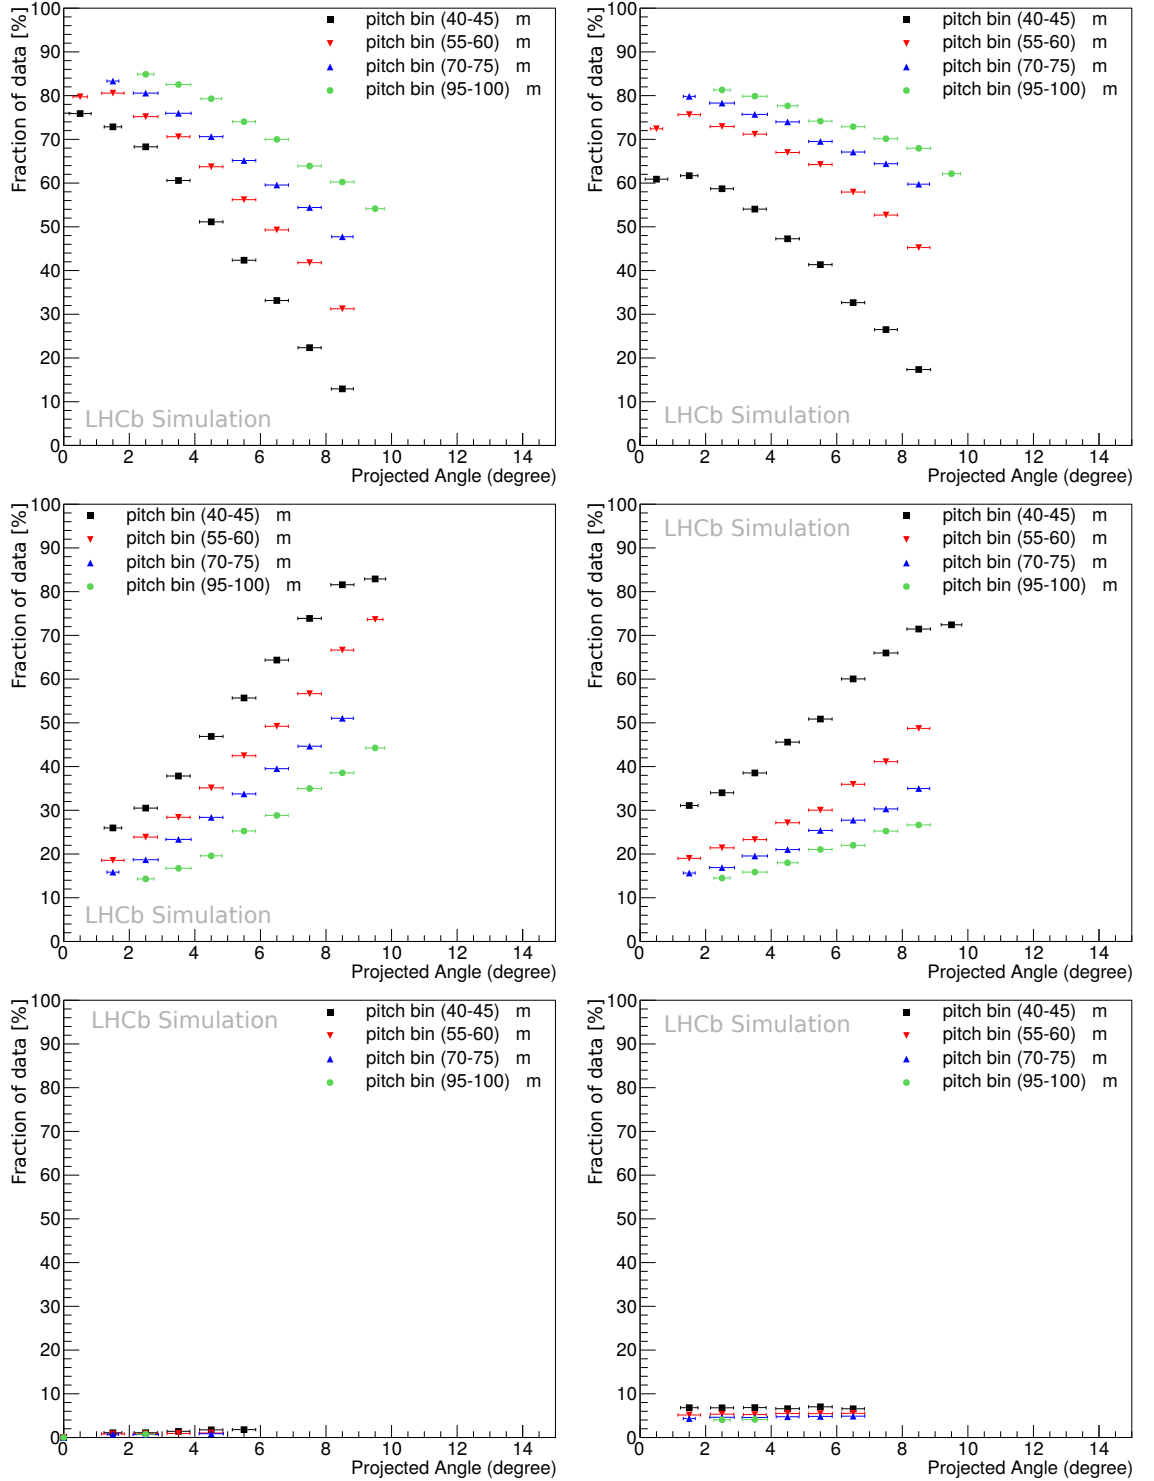 Fraction of data [%]
100
90
80
70
60
50
40
30
20
10
0
pitch bin (40-45) m
pitch bin (55-60) m
pitch bin (70-75) m
pitch bin (95-100) m
LHCb Simulation
0 2 4 6 8 10 12 14
Projected Angle (degree)
Fraction of data [%]
100
90
80
70
60
50
40
30
20
10
0
pitch bin (40-45) m
pitch bin (55-60) m
pitch bin (70-75) m
pitch bin (95-100) m
LHCb Simulation
0 2 4 6 8 10 12 14
Projected Angle (degree)
Fraction of data [%]
100
90
80
70
60
50
40
30
20
10
0
pitch bin (40-45) m
pitch bin (55-60) m
pitch bin (70-75) m
pitch bin (95-100) m
LHCb Simulation
0 2 4 6 8 10 12 14
Projected Angle (degree)
Fraction of data [%]
100
90
80
70
60
50
40
30
20
10
0
LHCb Simulation
pitch bin (40-45) m
pitch bin (55-60) m
pitch bin (70-75) m
pitch bin (95-100) m
0 2 4 6 8 10 12 14
Projected Angle (degree)
Fraction of data [%]
100
90
80
70
60
50
40
30
20
10
0
LHCb Simulation
pitch bin (40-45) m
pitch bin (55-60) m
pitch bin (70-75) m
pitch bin (95-100) m
0 2 4 6 8 10 12 14
Projected Angle (degree)
Fraction of data [%]
100
90
80
70
60
50
40
30
20
10
0
LHCb Simulation
pitch bin (40-45) m
pitch bin (55-60) m
pitch bin (70-75) m
pitch bin (95-100) m
0 2 4 6 8 10 12 14
Projected Angle (degree)